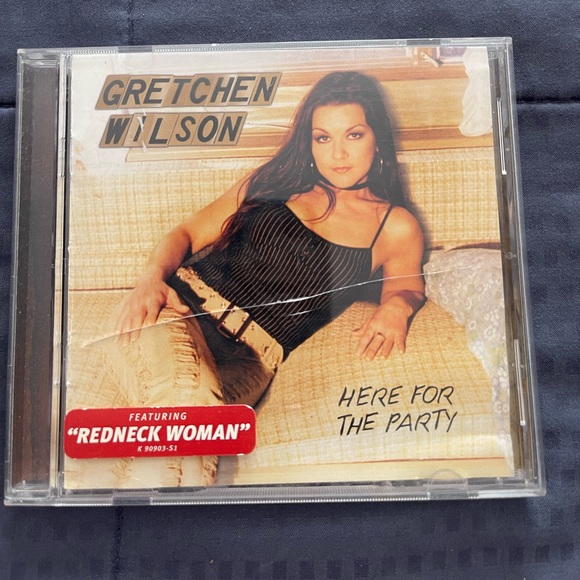 GRETCHEN
WILSON
HERE FOR
THE PARTY
FEATURING
"REDNECK WOMAN"
K 90903-S1